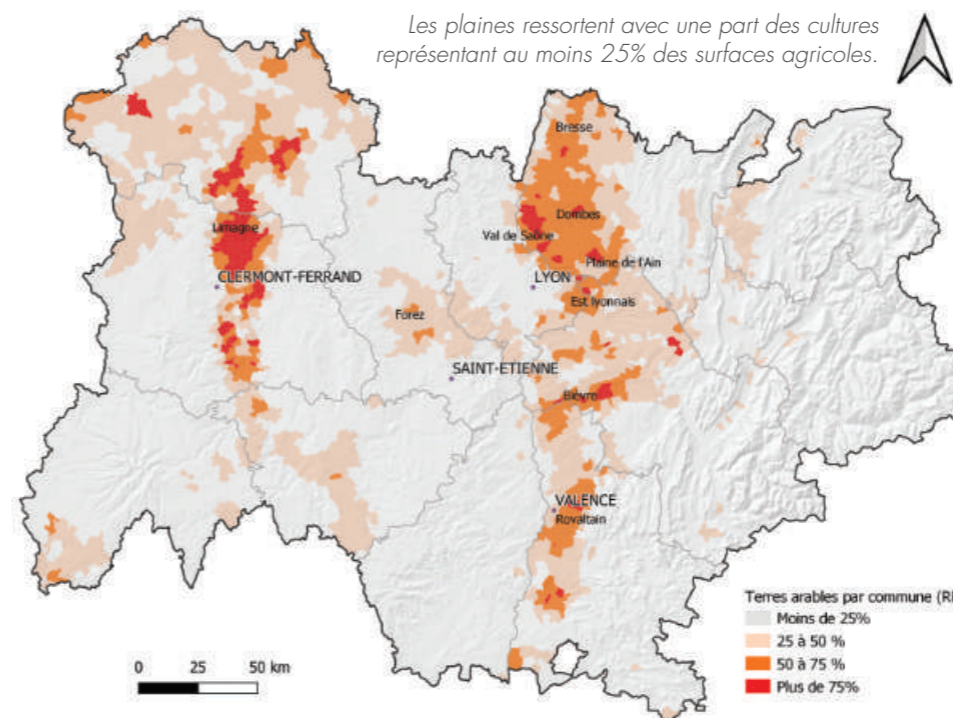 Les plaines ressortent avec une part des cultures
représentant au moins 25% des surfaces agricoles.
Bresse
Dombes
Limagne
Val de Saône
Plaine de l'Ain
CLERMONT-FERRAND
LYON
Est lyonnais
Forez
SAINT-ETIENNE
Bièvre
VALENCE
Rovaltain
Terres arables par commune
Moins de 25%
25 à 50 %
50 à 75 %
Plus de 75%
0 25 50 km